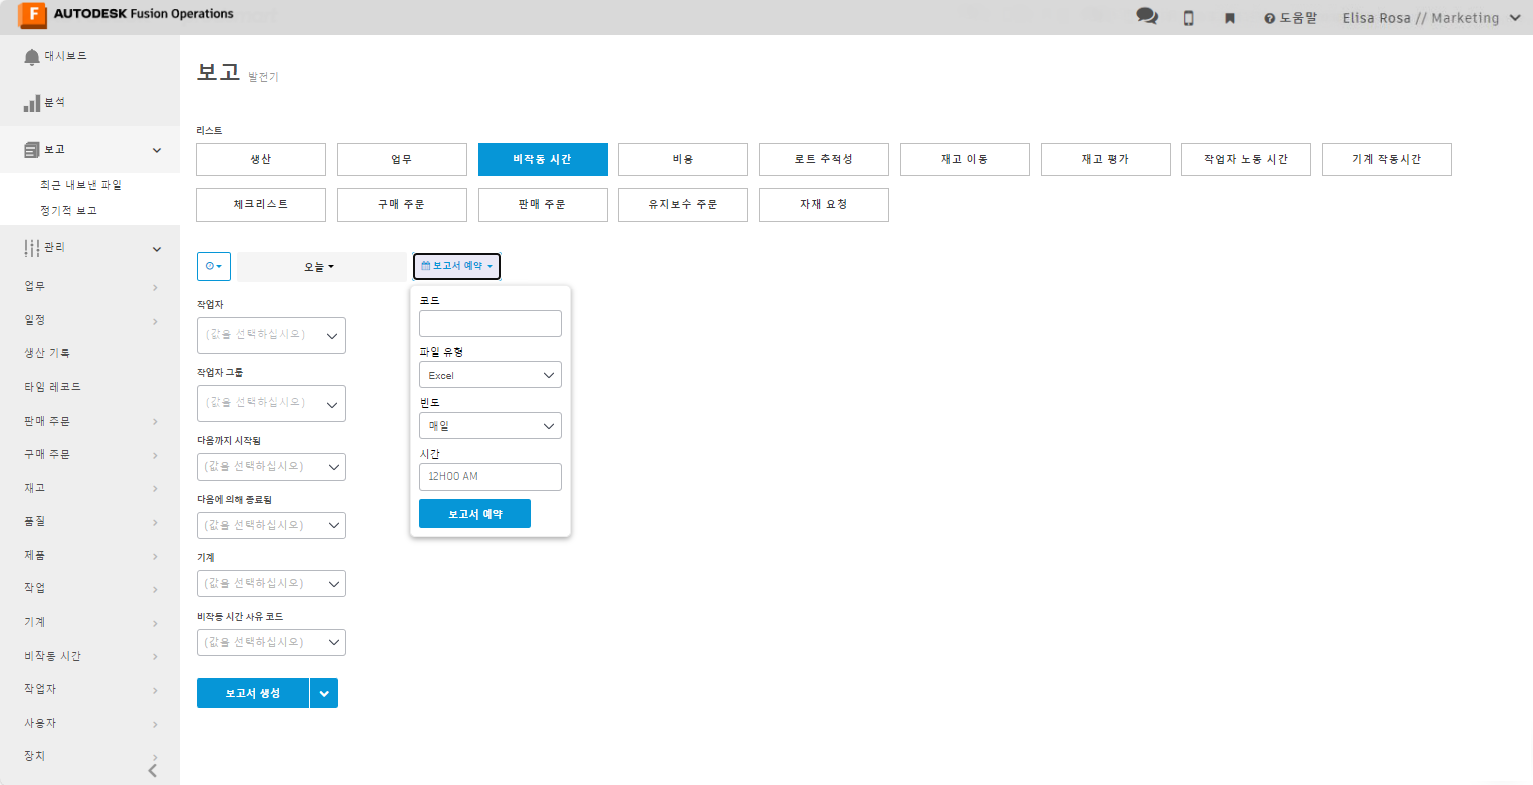 F AUTODESK Fusion Operations
도움말
Elisa Rosa // Marketing
대시보드
분석
보고
최근 내보낸 파일
정기적 보고
관리
업무
일정
생산 기록
타임 레코드
판매 주문
구매 주문
재고
품질
제품
작업
기계
비작동 시간
작업자
사용자
장치
보고 발전기
리스트
생산 업무 비작동 시간 비용 로트 추적성 재고 이동 재고 평가 작업자 노동 시간 기계 작동시간
체크리스트 구매 주문 판매 주문 유지보수 주문 자재 요청
오늘 보고서 예약
작업자
(값을 선택하십시오)
작업자 그룹
(값을 선택하십시오)
다음까지 시작됨
(값을 선택하십시오)
다음에 의해 종료됨
(값을 선택하십시오)
기계
(값을 선택하십시오)
비작동 시간 사유 코드
(값을 선택하십시오)
보고서 생성
코드
파일 유형
Excel
빈도
매일
시간
12H00 AM
보고서 예약